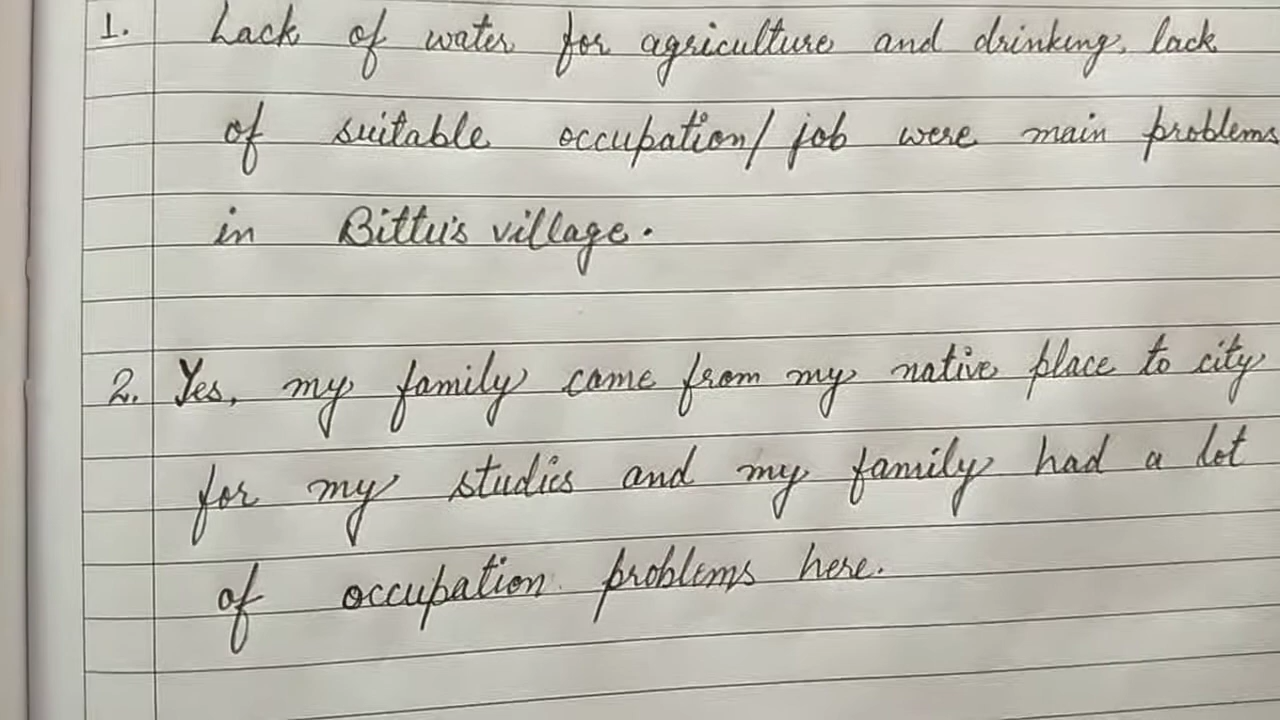 1. Lack of water for agriculture and drinking, lack
of suitable occupation/ job were main problems
in Bittu's village.
2. Yes, my family came from my native place to city
for my studies and my family had a lot
of occupation problems here.